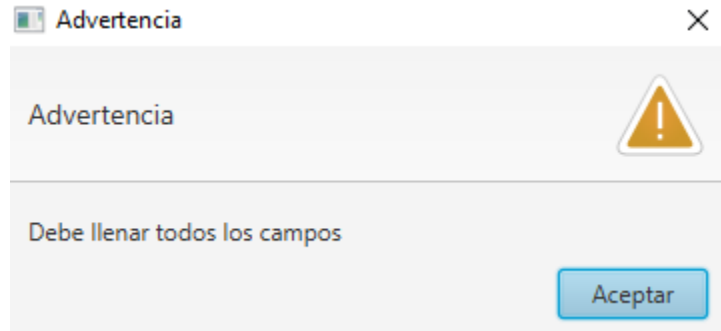 Advertencia
Advertencia
Debe llenar todos los campos
Aceptar